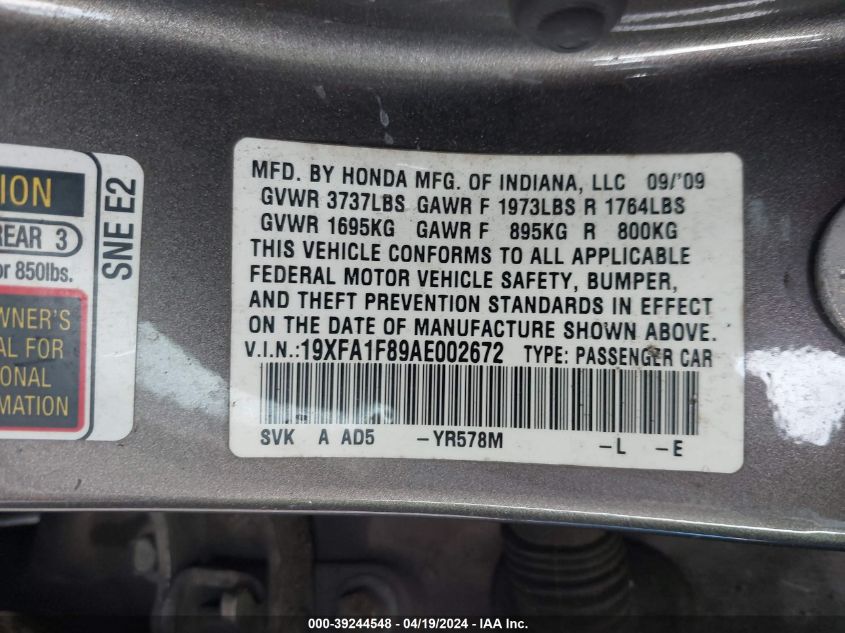 ION
REAR 3
or 850lbs.
WNER'S
AL FOR
ONAL
MATION
SNE E2
MFD. BY HONDA MFG. OF INDIANA, LLC 09/'09
GVWR 3737LBS GAWR F 1973LBS R 1764LBS
GVWR 1695KG GAWR F 895KG R 800KG
THIS VEHICLE CONFORMS TO ALL APPLICABLE
FEDERAL MOTOR VEHICLE SAFETY, BUMPER,
AND THEFT PREVENTION STANDARDS IN EFFECT
ON THE DATE OF MANUFACTURE SHOWN ABOVE.
V.I.N.:19XFA1F89AE002672 TYPE: PASSENGER CAR
SVK A AD5 -YR578M -L -E
000-39244548 - 04/19/2024 - IAA Inc.